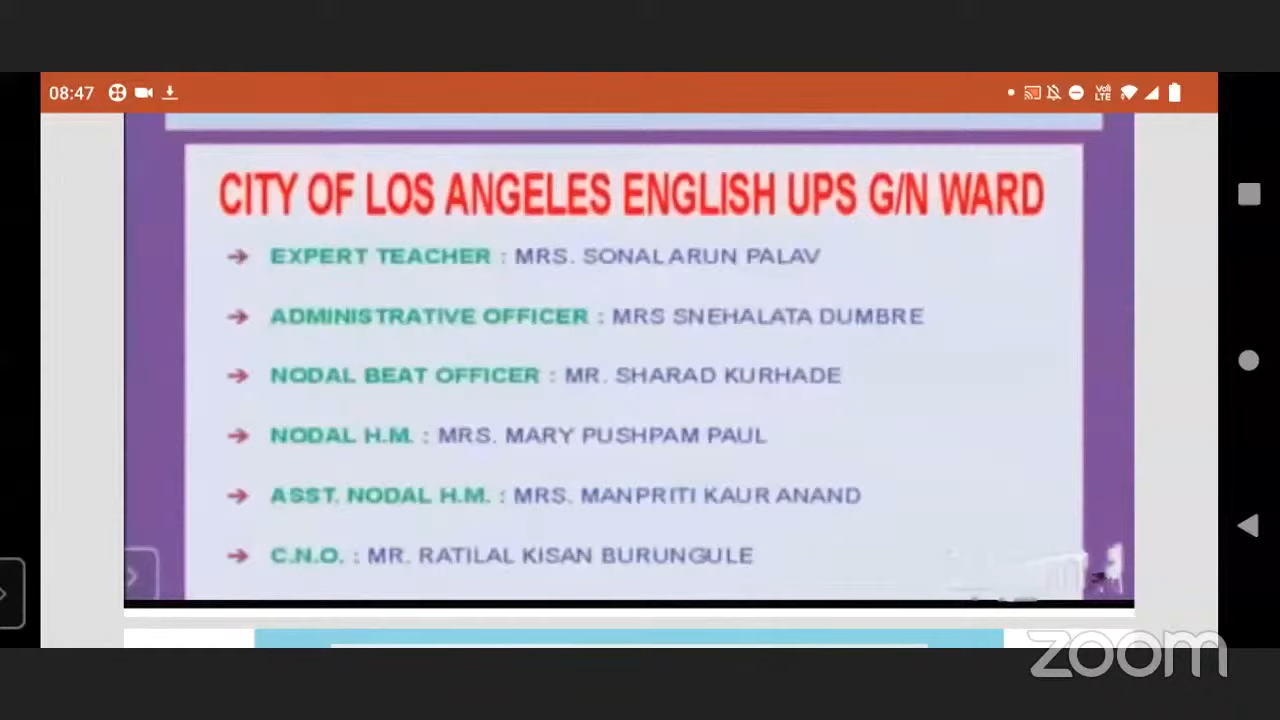 08:47
Vo)) LTE
CITY OF LOS ANGELES ENGLISH UPS G/N WARD
➔ EXPERT TEACHER : MRS. SONAL ARUN PALAV
➔ ADMINISTRATIVE OFFICER : MRS SNEHALATA DUMBRE
➔ NODAL BEAT OFFICER : MR. SHARAD KURHADE
➔ NODAL H.M. : MRS. MARY PUSHPAM PAUL
➔ ASST. NODAL H.M. : MRS. MANPRITI KAUR ANAND
➔ C.N.O. : MR. RATILAL KISAN BURUNGULE
zoom